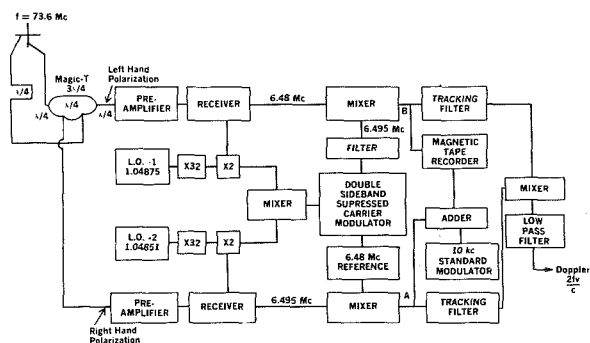 f = 73.6 Mc
Magic-T
3λ/4
λ/4
λ/4
λ/4
λ/4
Left Hand
Polarization
PRE-
AMPLIFIER
RECEIVER
6.48 Mc
MIXER
B
TRACKING
FILTER
6.495 Mc
FILTER
MAGNETIC
TAPE
RECORDER
L.O. -1
1.04875
X32
X2
MIXER
DOUBLE
SIDEBAND
SUPRESSED
CARRIER
MODULATOR
MIXER
ADDER
LOW
PASS
FILTER
L.O. -2
1.04851
X32
X2
6.48 Mc
REFERENCE
10 kc
STANDARD
MODULATOR
Doppler
2fv
c
PRE-
AMPLIFIER
RECEIVER
6.495 Mc
MIXER
A
TRACKING
FILTER
Right Hand
Polarization